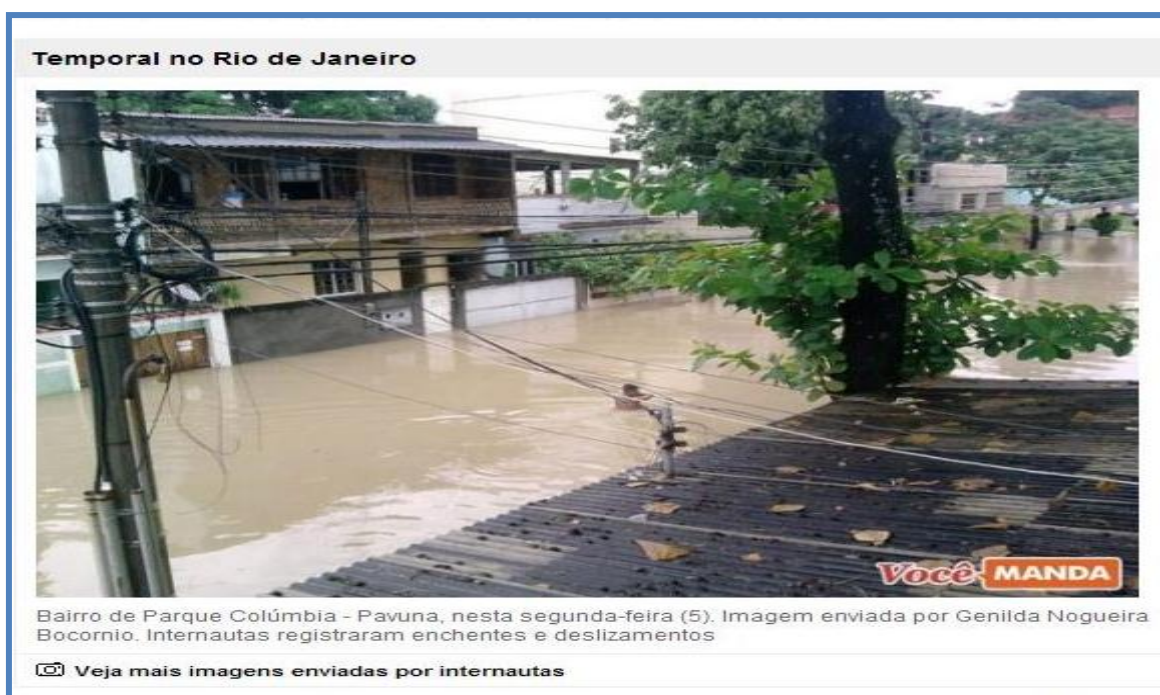 Temporal no Rio de Janeiro
Você MANDA
Bairro de Parque Colúmbia - Pavuna, nesta segunda-feira (5). Imagem enviada por Genilda Nogueira
Bocornio. Internautas registraram enchentes e deslizamentos
Veja mais imagens enviadas por internautas